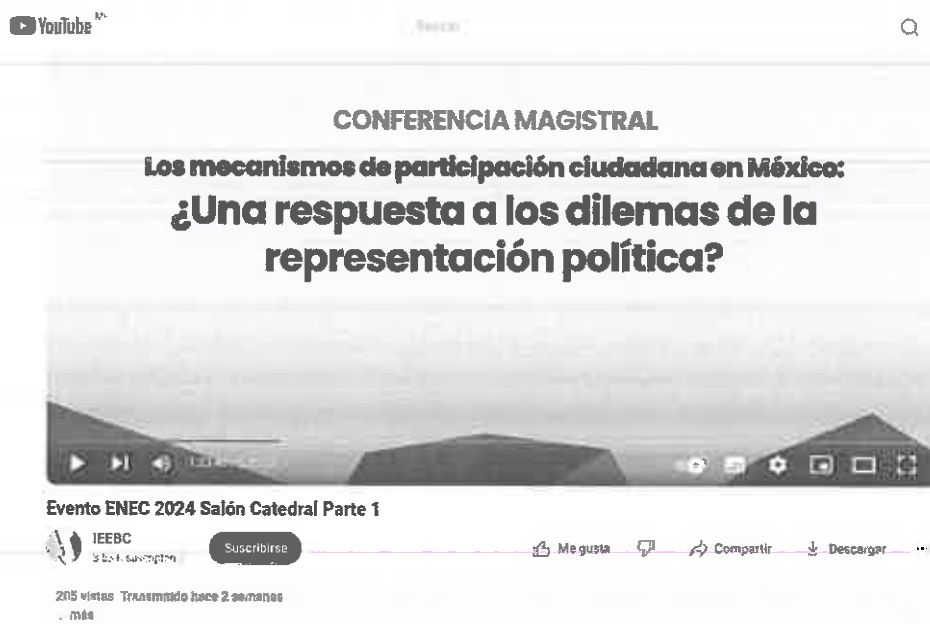 YouTube MX
Buscar
CONFERENCIA MAGISTRAL
Los mecanismos de participación ciudadana en México:
¿Una respuesta a los dilemas de la
representación política?
Evento ENEC 2024 Salón Catedral Parte 1
IEEBC
Suscribirse
Me gusta
Compartir
Descargar
205 vistas Transmitido hace 2 semanas
...más